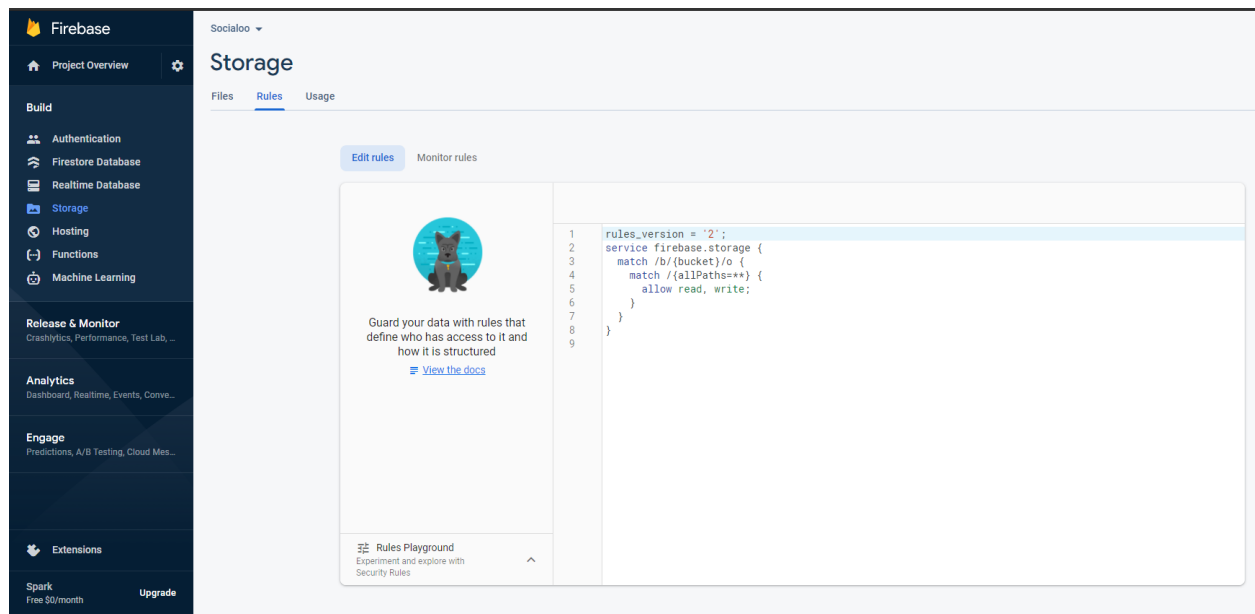 Firebase
Project Overview
Build
Authentication
Firestore Database
Realtime Database
Storage
Hosting
Functions
Machine Learning
Release & Monitor
Crashlytics, Performance, Test Lab, ...
Analytics
Dashboard, Realtime, Events, Conve...
Engage
Predictions, A/B Testing, Cloud Mes...
Extensions
Spark
Free $0/month
Upgrade
Socialoo
Storage
Files Rules Usage
Edit rules Monitor rules
Guard your data with rules that
define who has access to it and
how it is structured
View the docs
Rules Playground
Experiment and explore with
Security Rules
1 rules_version = '2';
2 service firebase.storage {
3 match /b/{bucket}/o {
4 match /{allPaths=**} {
5 allow read, write;
6 }
7 }
8 }
9